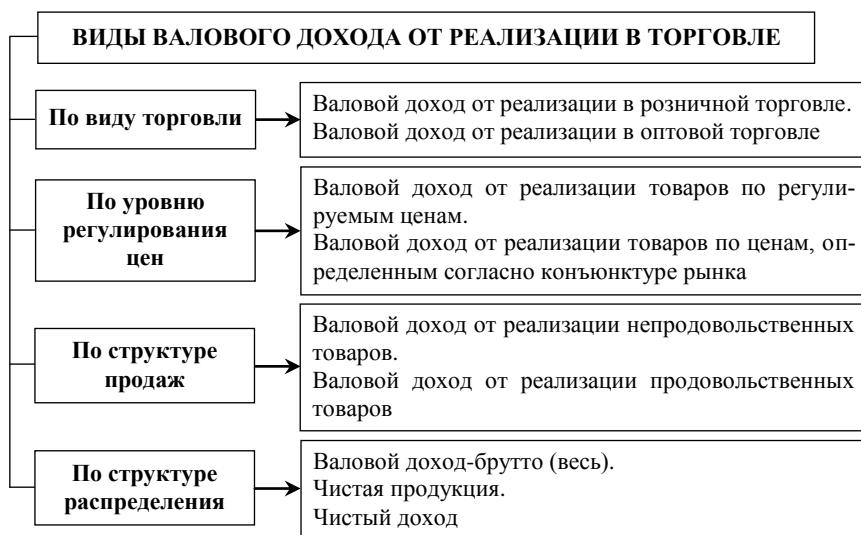 ВИДЫ ВАЛОВОГО ДОХОДА ОТ РЕАЛИЗАЦИИ В ТОРГОВЛЕ
По виду торговли
Валовой доход от реализации в розничной торговле.
Валовой доход от реализации в оптовой торговле
По уровню
регулирования
цен
Валовой доход от реализации товаров по регули-
руемым ценам.
Валовой доход от реализации товаров по ценам, оп-
ределенным согласно конъюнктуре рынка
По структуре
продаж
Валовой доход от реализации непродовольственных
товаров.
Валовой доход от реализации продовольственных
товаров
По структуре
распределения
Валовой доход-брутто (весь).
Чистая продукция.
Чистый доход